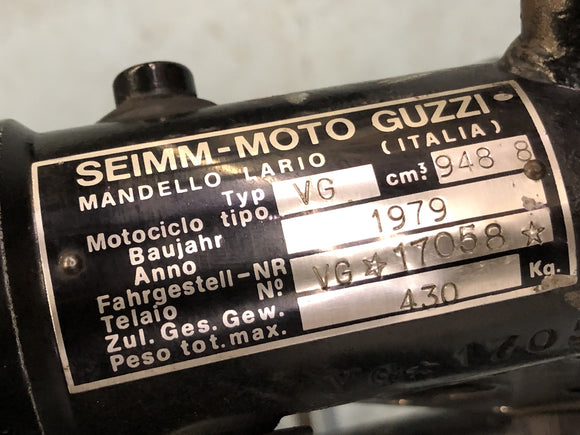 SEIMM-MOTO GUZZI-
MANDELLO LARIO (ITALIA)
Motociclo Typ tipo VG cm³. 948 8
Baujahr Anno 1979
Fahrgestell-NR
Telaio Nº VG☆17058☆
Zul. Ges. Gew.
Peso tot. max. 430 Kg.